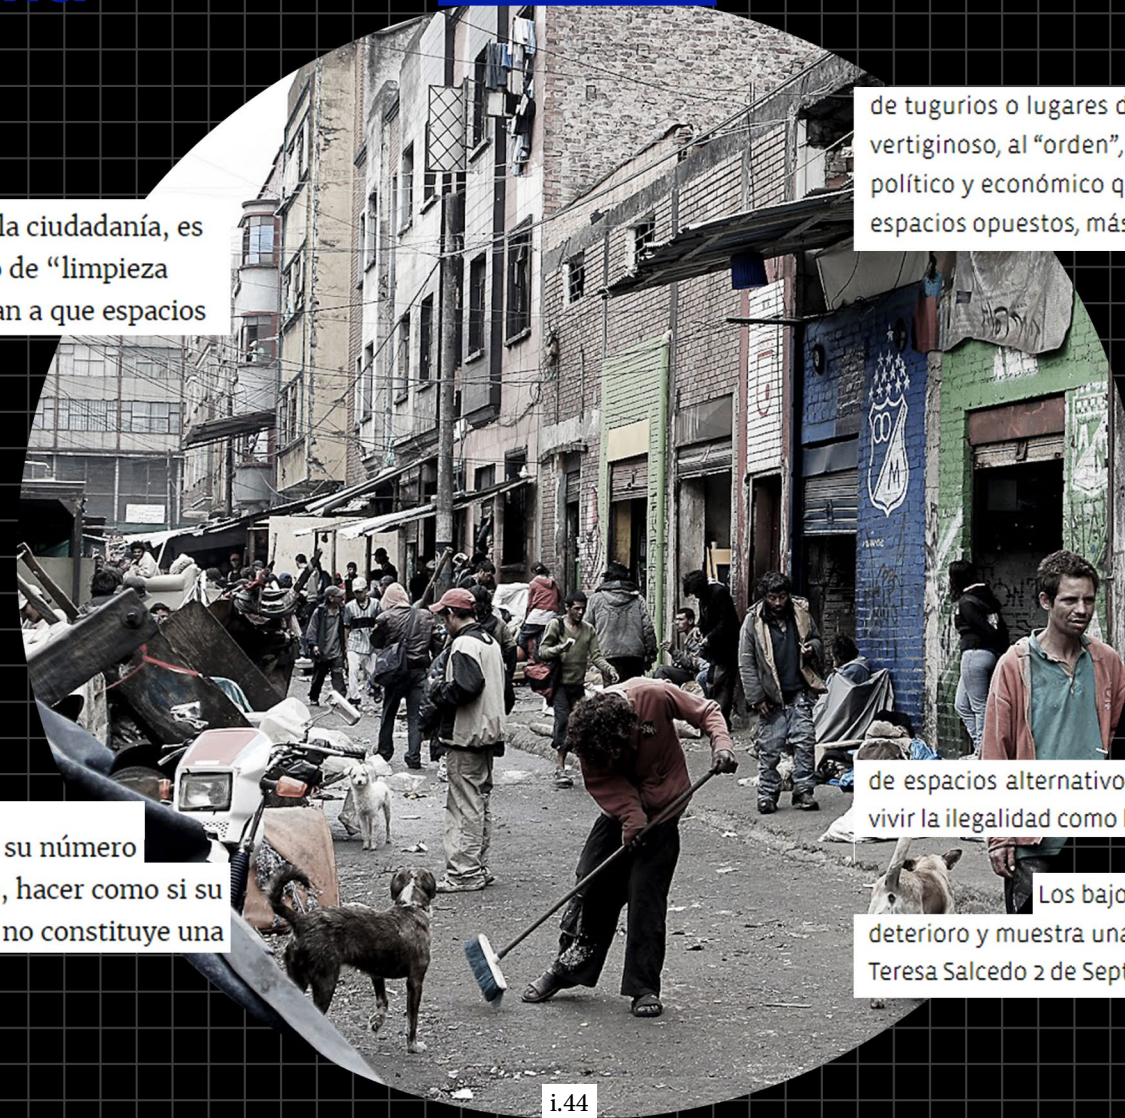 la ciudadanía, es
de “limpieza
an a que espacios
de tugurios o lugares
vertiginoso, al “orden”,
político y económico
espacios opuestos, más
su número
, hacer como si su
no constituye una
de espacios alternativo
vivir la ilegalidad como
Los bajo
deterioro y muestra una
Teresa Salcedo 2 de Sept
i.44